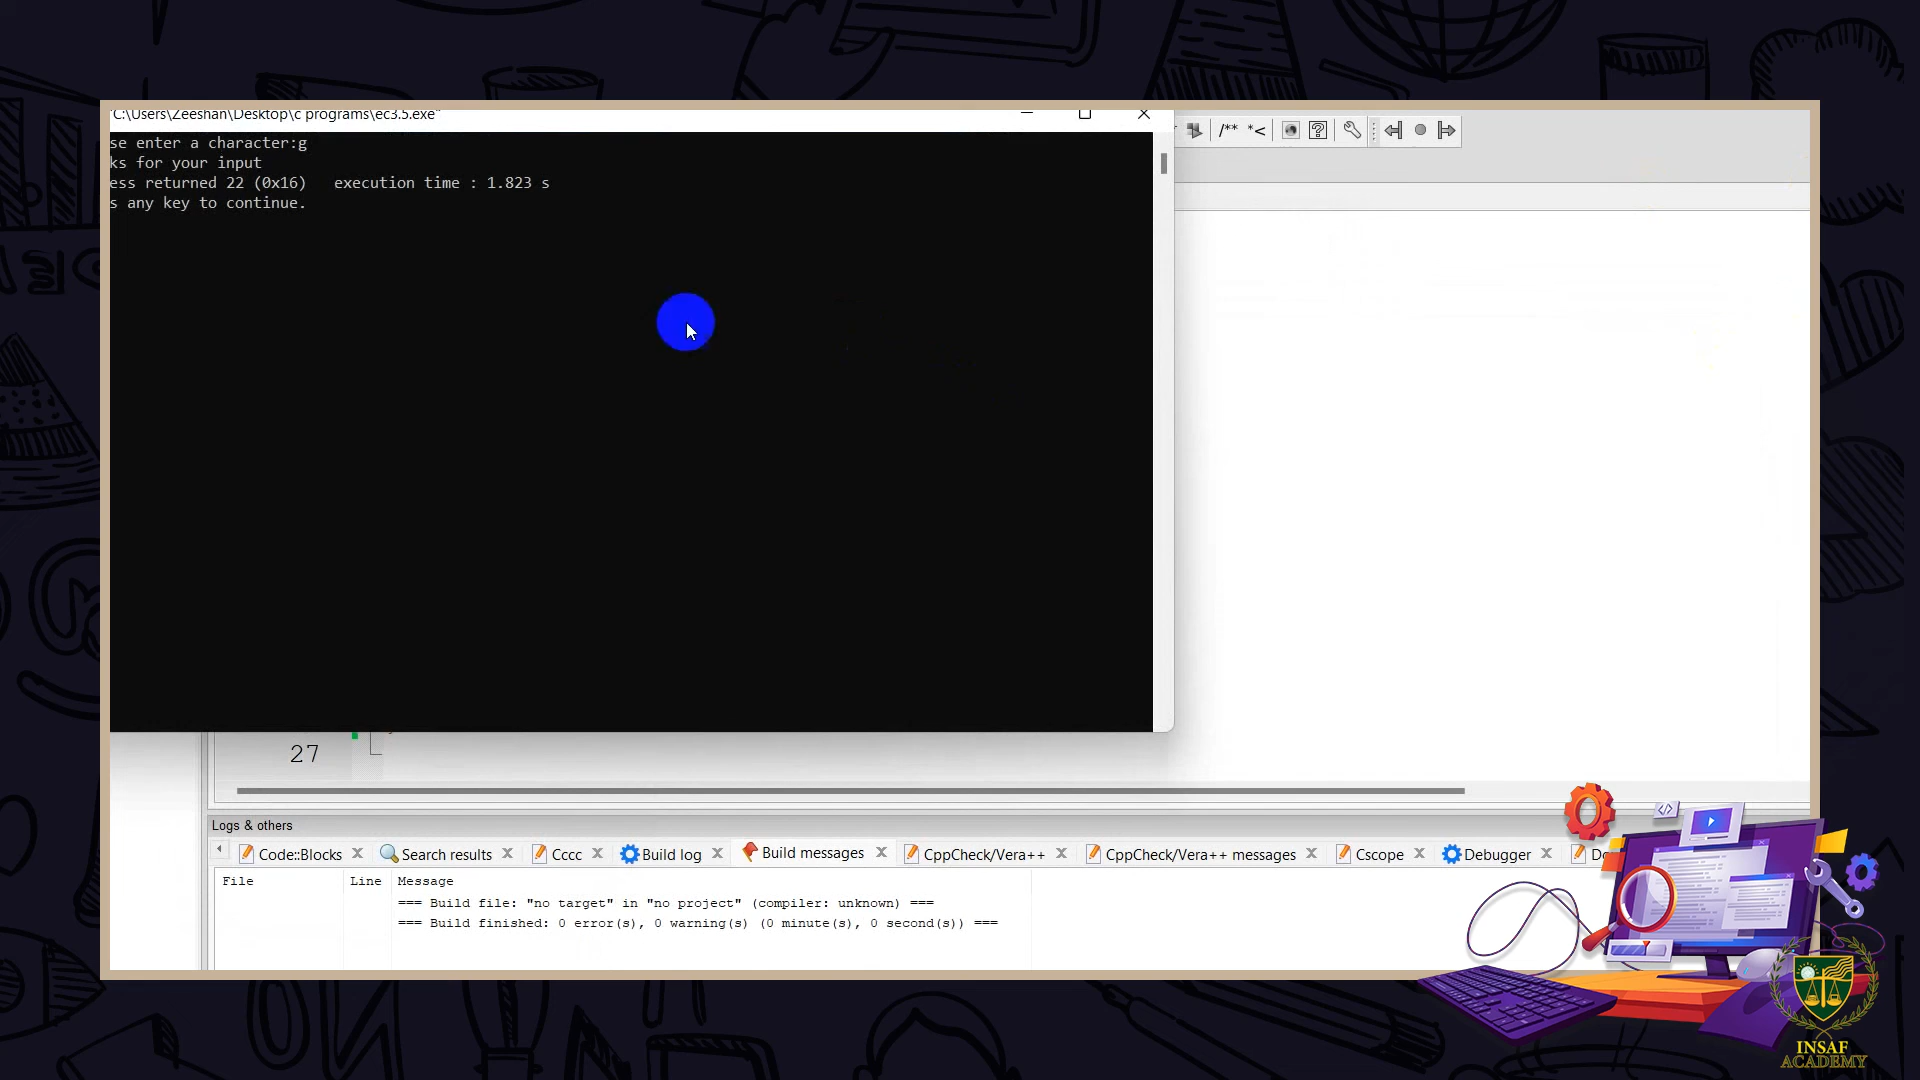 C:\Users\Zeeshan\Desktop\c programs\ec3.5.exe"
se enter a character:g
ks for your input
ess returned 22 (0x16)   execution time : 1.823 s
s any key to continue.
/** *<
27
Logs & others
Code::Blocks Search results Cccc Build log Build messages CppCheck/Vera++ CppCheck/Vera++ messages Cscope Debugger
File Line Message
=== Build file: "no target" in "no project" (compiler: unknown) ===
=== Build finished: 0 error(s), 0 warning(s) (0 minute(s), 0 second(s)) ===
INSAF
ACADEMY